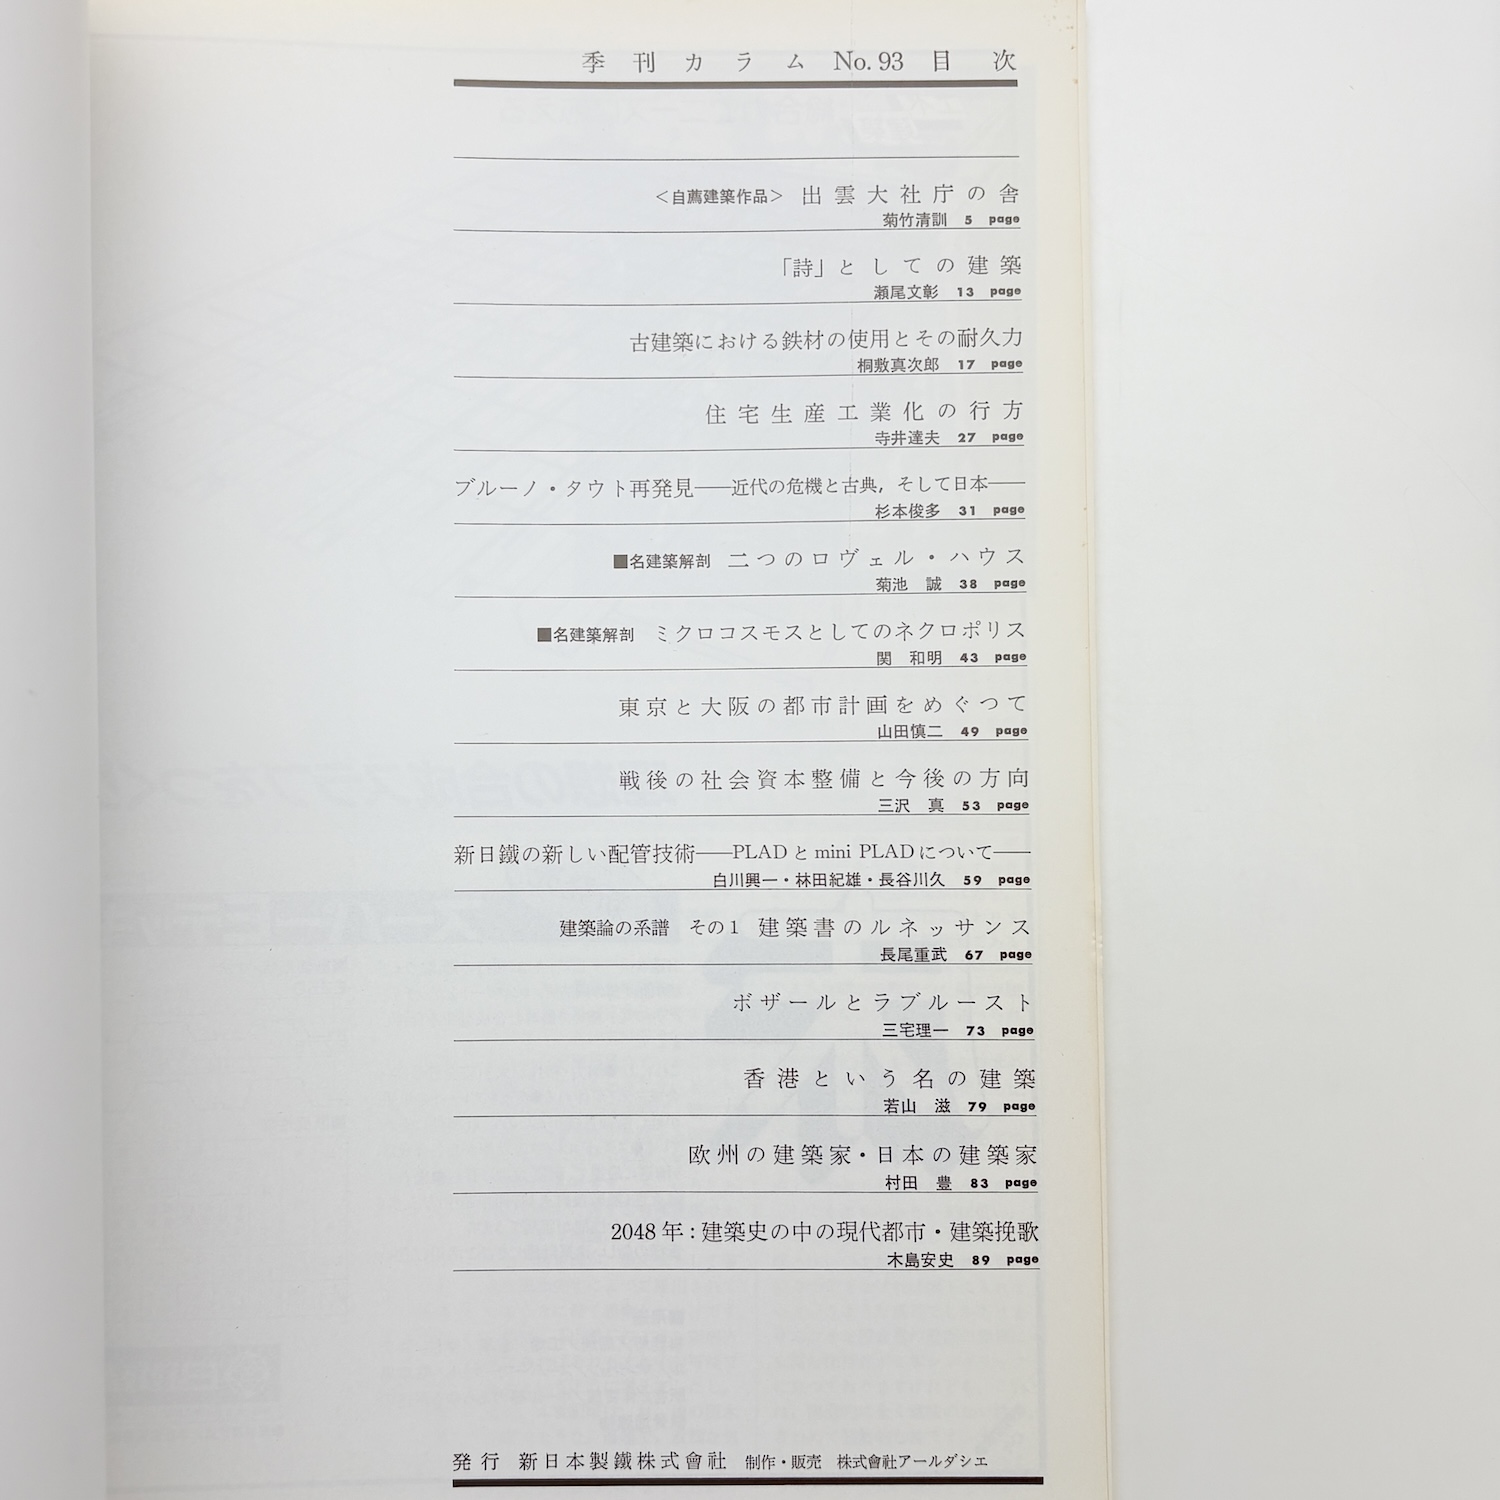 季刊カラム No. 93 目次
＜自薦建築作品＞ 出雲大社庁の舎
菊竹清訓 5 page
「詩」としての建築
瀬尾文彰 13 page
古建築における鉄材の使用とその耐久力
桐敷真次郎 17 page
住宅生産工業化の行方
寺井達夫 27 page
ブルーノ・タウト再発見――近代の危機と古典，そして日本――
杉本俊多 31 page
■名建築解剖 二つのロヴェル・ハウス
菊池 誠 38 page
■名建築解剖 ミクロコスモスとしてのネクロポリス
関 和明 43 page
東京と大阪の都市計画をめぐつて
山田慎二 49 page
戦後の社会資本整備と今後の方向
三沢 真 53 page
新日鐵の新しい配管技術――PLADとmini PLADについて――
白川興一・林田紀雄・長谷川久 59 page
建築論の系譜 その1 建築書のルネッサンス
長尾重武 67 page
ボザールとラブルースト
三宅理一 73 page
香港という名の建築
若山 滋 79 page
欧州の建築家・日本の建築家
村田 豊 83 page
2048年：建築史の中の現代都市・建築挽歌
木島安史 89 page
発行 新日本製鐵株式會社 制作・販売 株式會社アールダシエ